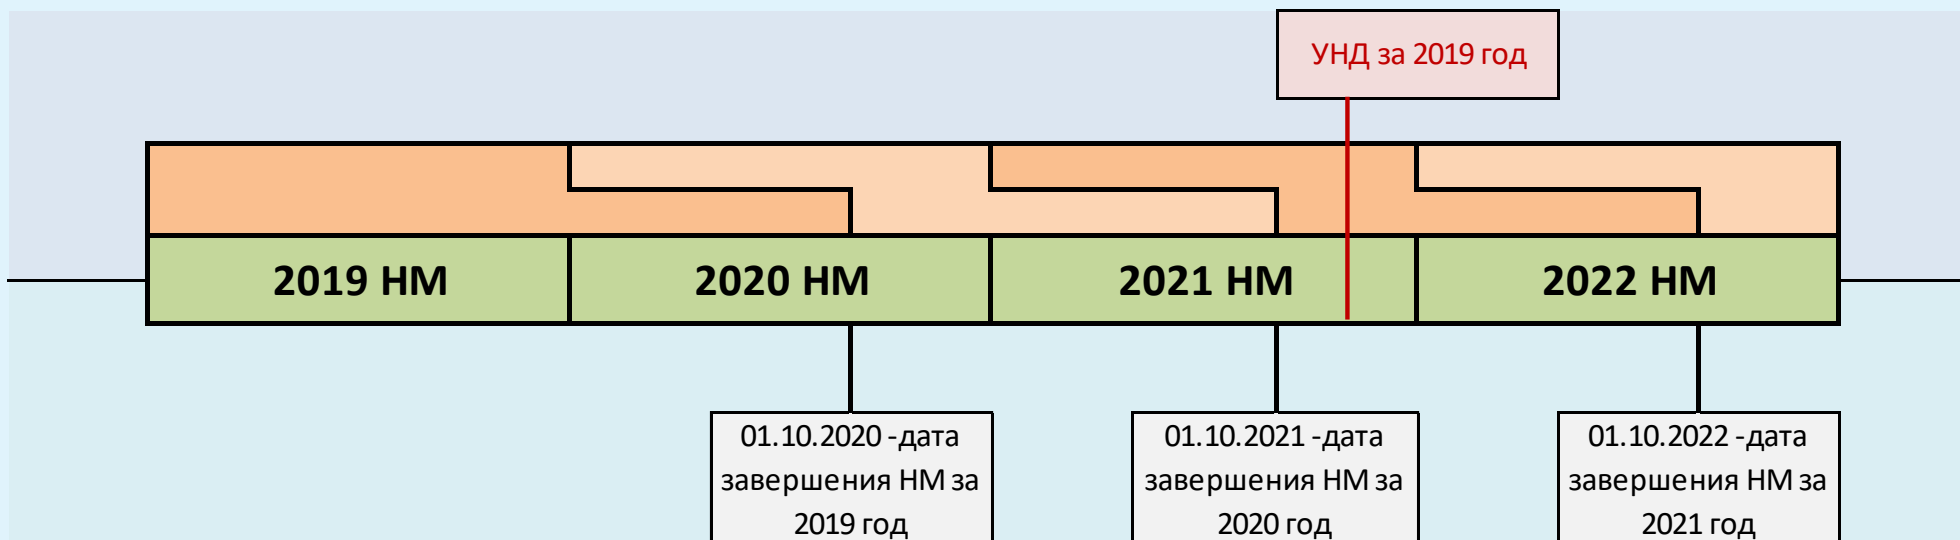 УНД за 2019 год
2019 НМ
2020 НМ
2021 НМ
2022 НМ
01.10.2020 -дата
завершения НМ за
2019 год
01.10.2021 -дата
завершения НМ за
2020 год
01.10.2022 -дата
завершения НМ за
2021 год